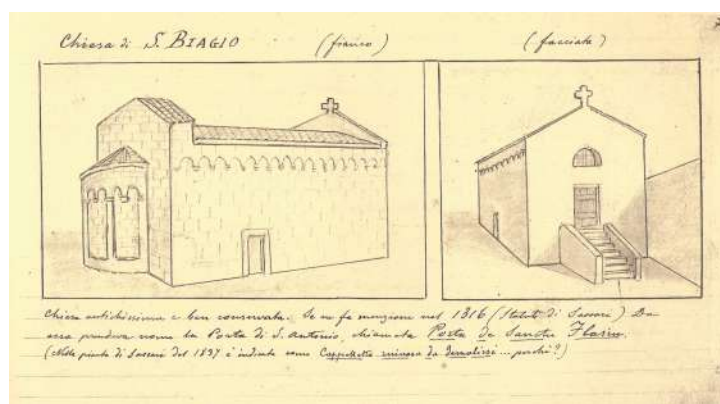 Chiesa di S. BIAGIO (fianco) (facciata)
Chiesa antichissima e ben conservata. Se ne fa menzione nel 1316 (Statuti di Sassari) Da
essa prendeva nome la Porta di S. Antonio, chiamata Porta de Sanctu Flasiu.
(Nella pianta di Sassari del 1837 è indicata come Cappelletta rovinosa da demolirsi... perchè?)